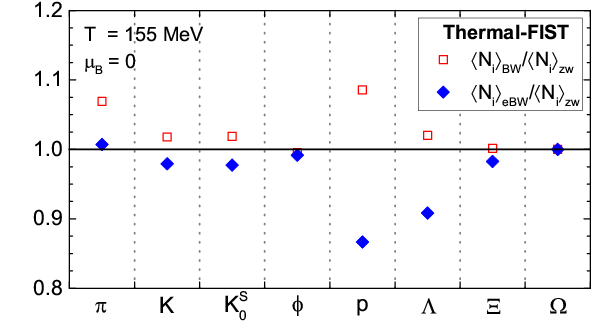 1.2
1.1
1.0
0.9
0.8
T = 155 MeV
μB = 0
Thermal-FIST
⟨Ni⟩BW/⟨Ni⟩zw
⟨Ni⟩eBW/⟨Ni⟩zw
π K K0S ϕ p Λ Ξ Ω